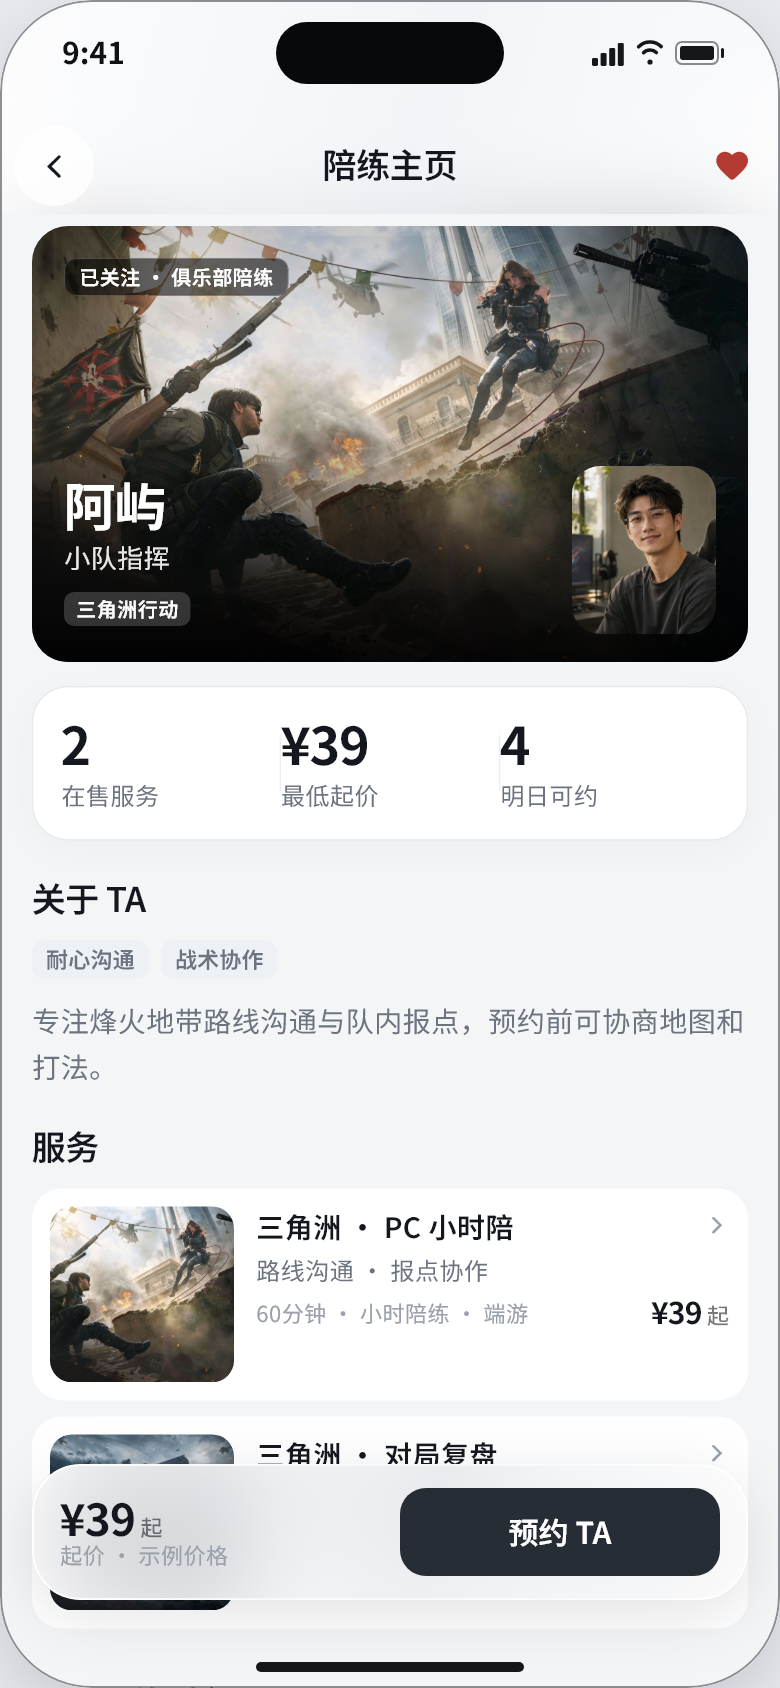 9:41
陪练主页
已关注 · 俱乐部陪练
阿屿
小队指挥
三角洲行动
2
在售服务
¥39
最低起价
4
明日可约
关于 TA
耐心沟通
战术协作
专注烽火地带路线沟通与队内报点，预约前可协商地图和
打法。
服务
三角洲 · PC 小时陪
路线沟通 · 报点协作
60分钟 · 小时陪练 · 端游
¥39 起
三角洲 · 对局复盘
¥39 起
起价 · 示例价格
预约 TA